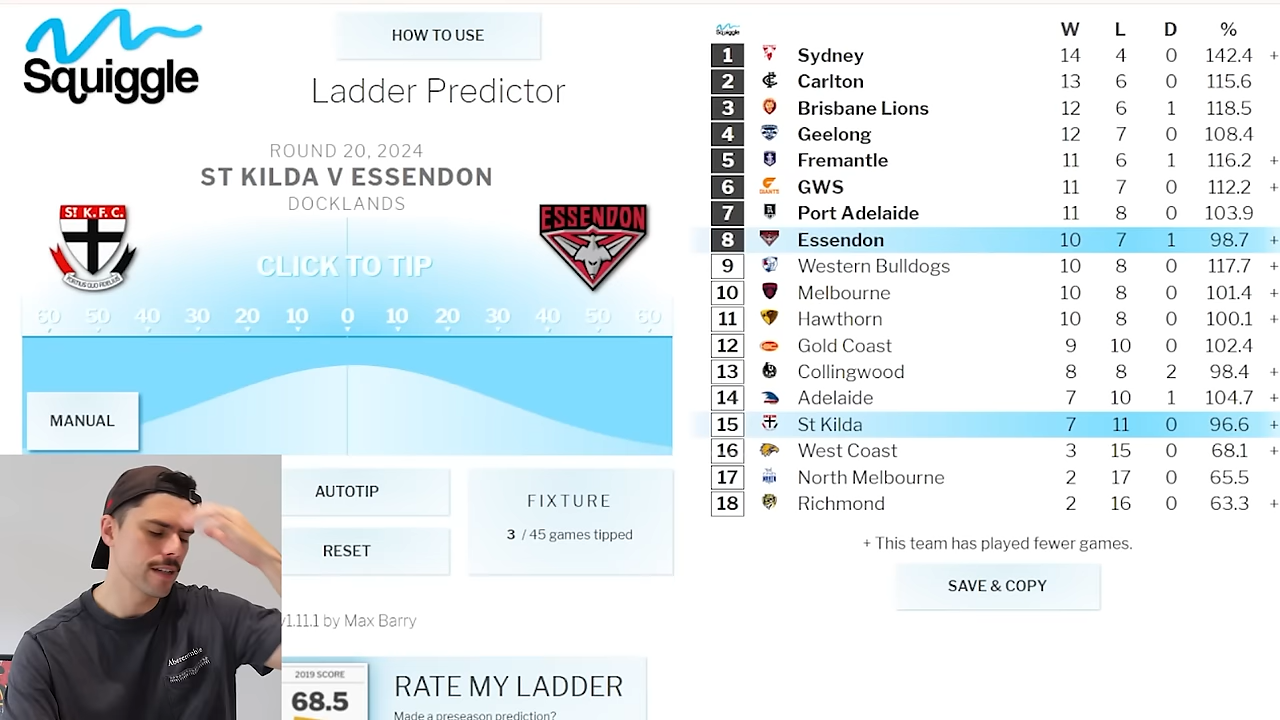 Squiggle
HOW TO USE
Ladder Predictor
ROUND 20, 2024
ST KILDA V ESSENDON
DOCKLANDS
ST K.F.C.
ESSENDON
CLICK TO TIP
60 50 40 30 20 10 0 10 20 30 40 50 60
MANUAL
AUTOTIP
RESET
FIXTURE
3 / 45 games tipped
v1.11.1 by Max Barry
2019 SCORE
68.5
RATE MY LADDER
Made a preseason prediction?
Abercrombie
Squiggle W L D %
1 Sydney 14 4 0 142.4 +
2 Carlton 13 6 0 115.6
3 Brisbane Lions 12 6 1 118.5
4 Geelong 12 7 0 108.4
5 Fremantle 11 6 1 116.2 +
6 GWS 11 7 0 112.2 +
7 Port Adelaide 11 8 0 103.9
8 Essendon 10 7 1 98.7 +
9 Western Bulldogs 10 8 0 117.7 +
10 Melbourne 10 8 0 101.4 +
11 Hawthorn 10 8 0 100.1 +
12 Gold Coast 9 10 0 102.4
13 Collingwood 8 8 2 98.4 +
14 Adelaide 7 10 1 104.7 +
15 St Kilda 7 11 0 96.6 +
16 West Coast 3 15 0 68.1 +
17 North Melbourne 2 17 0 65.5
18 Richmond 2 16 0 63.3 +
+ This team has played fewer games.
SAVE & COPY